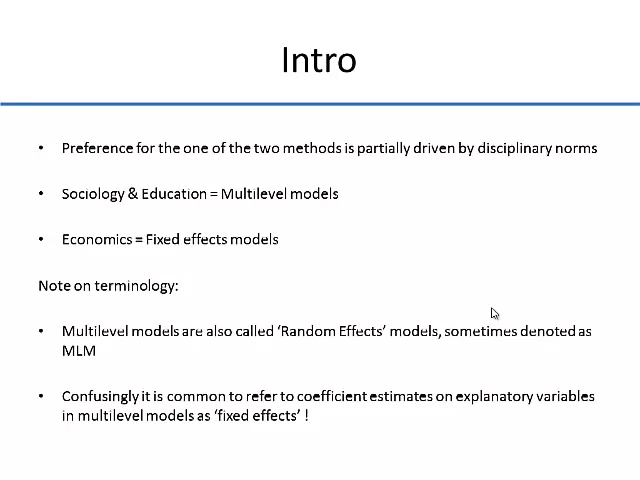 Intro
• Preference for the one of the two methods is partially driven by disciplinary norms
• Sociology & Education = Multilevel models
• Economics = Fixed effects models
Note on terminology:
• Multilevel models are also called ‘Random Effects’ models, sometimes denoted as
MLM
• Confusingly it is common to refer to coefficient estimates on explanatory variables
in multilevel models as ‘fixed effects’ !